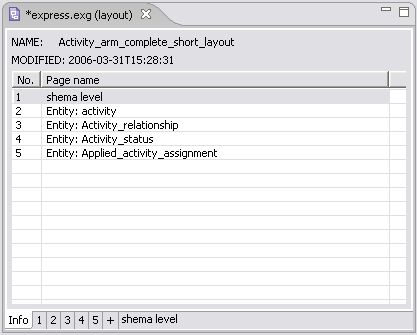 *express.exg (layout)
NAME: Activity_arm_complete_short_layout
MODIFIED: 2006-03-31T15:28:31
No. Page name
1 shema level
2 Entity: activity
3 Entity: Activity_relationship
4 Entity: Activity_status
5 Entity: Applied_activity_assignment
Info 1 2 3 4 5 + shema level